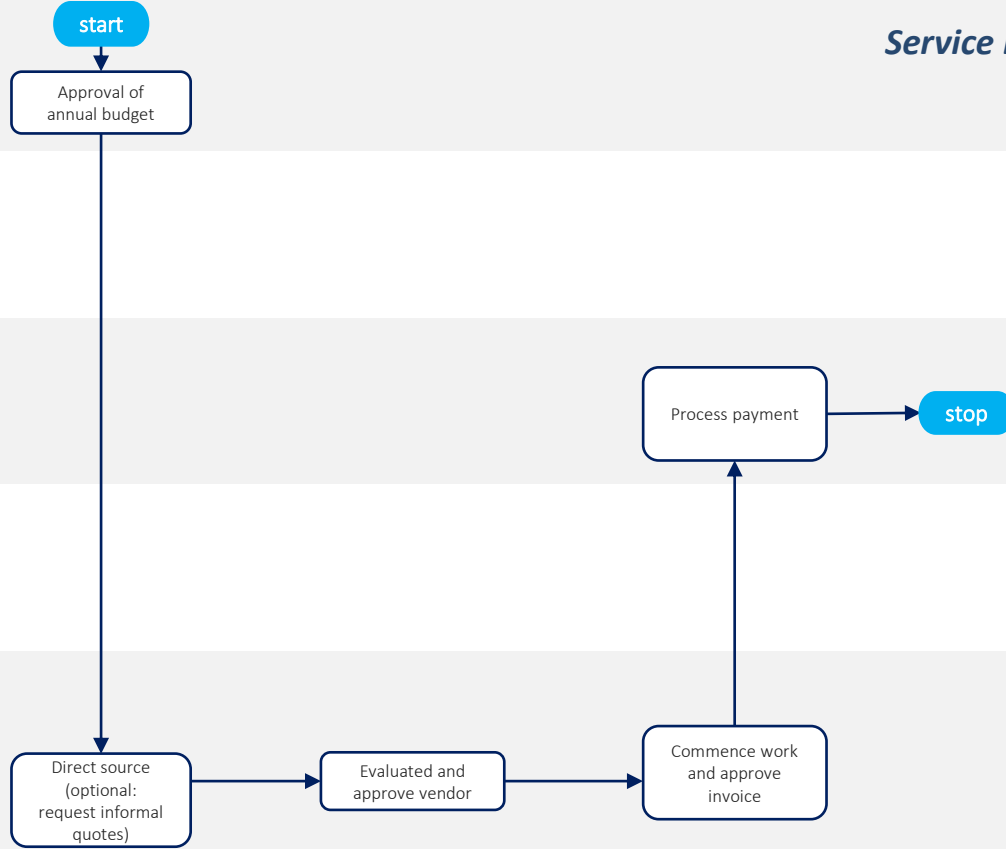 start
Service
Approval of
annual budget
Process payment
stop
Direct source
(optional:
request informal
quotes)
Evaluated and
approve vendor
Commence work
and approve
invoice